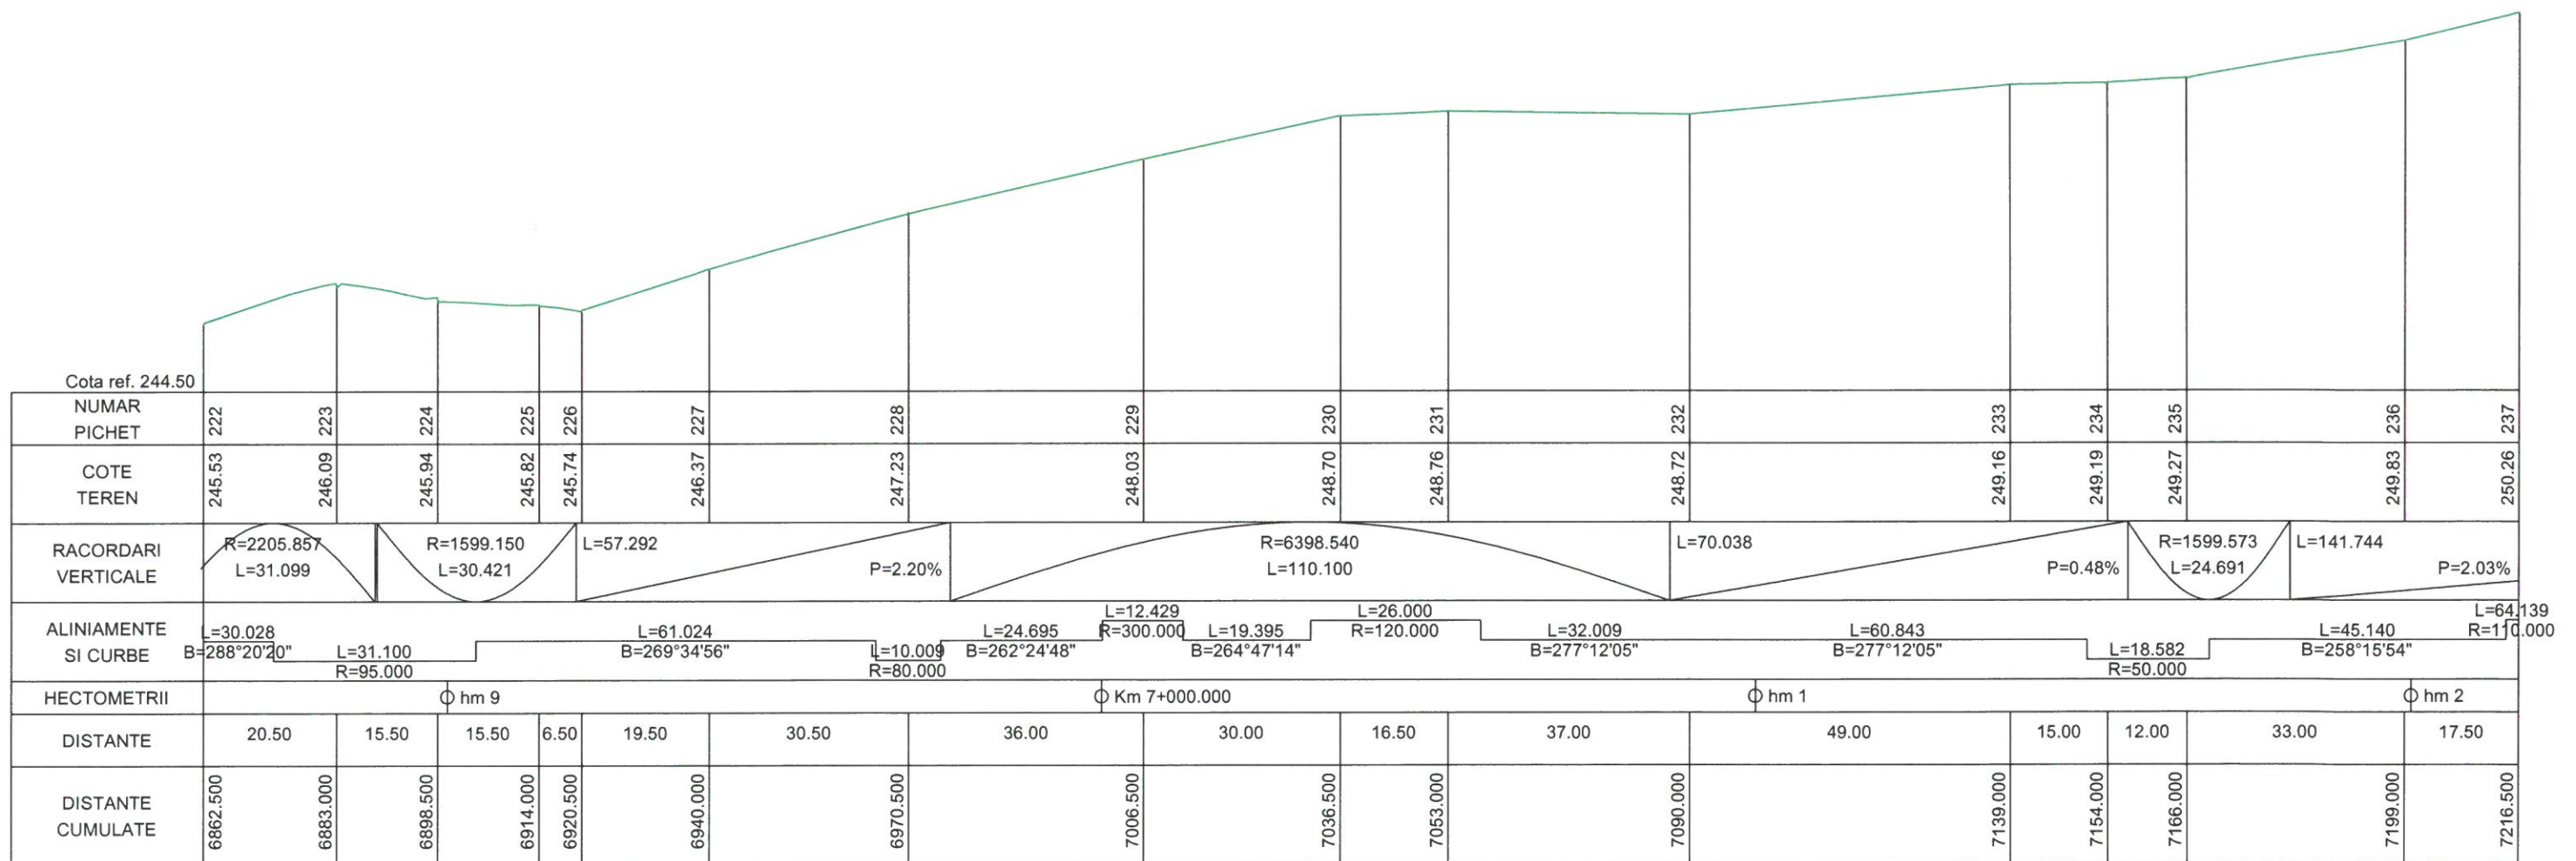 Cota ref. 244.50
NUMAR
PICHET
222 223 224 225 226 227 228 229 230 231 232 233 234 235 236 237
COTE
TEREN
245.53 246.09 245.94 245.82 245.74 246.37 247.23 248.03 248.70 248.76 248.72 249.16 249.19 249.27 249.83 250.26
RACORDARI
VERTICALE
R=2205.857 R=1599.150 L=57.292 R=6398.540 L=70.038 R=1599.573 L=141.744
L=31.099 L=30.421 P=2.20% L=110.100 P=0.48% L=24.691 P=2.03%
ALINIAMENTE
SI CURBE
L=12.429 L=26.000 L=64.139
L=30.028 L=61.024 L=24.695 R=300.000 L=19.395 R=120.000 L=32.009 L=60.843 L=45.140 R=110.000
B=288°20'20" L=31.100 B=269°34'56" L=10.009 B=262°24'48" B=264°47'14" B=277°12'05" B=277°12'05" L=18.582 B=258°15'54"
R=95.000 R=80.000 R=50.000
HECTOMETRII
hm 9 Km 7+000.000 hm 1 hm 2
DISTANTE
20.50 15.50 15.50 6.50 19.50 30.50 36.00 30.00 16.50 37.00 49.00 15.00 12.00 33.00 17.50
DISTANTE
CUMULATE
6862.500 6883.000 6898.500 6914.000 6920.500 6940.000 6970.500 7006.500 7036.500 7053.000 7090.000 7139.000 7154.000 7166.000 7199.000 7216.500